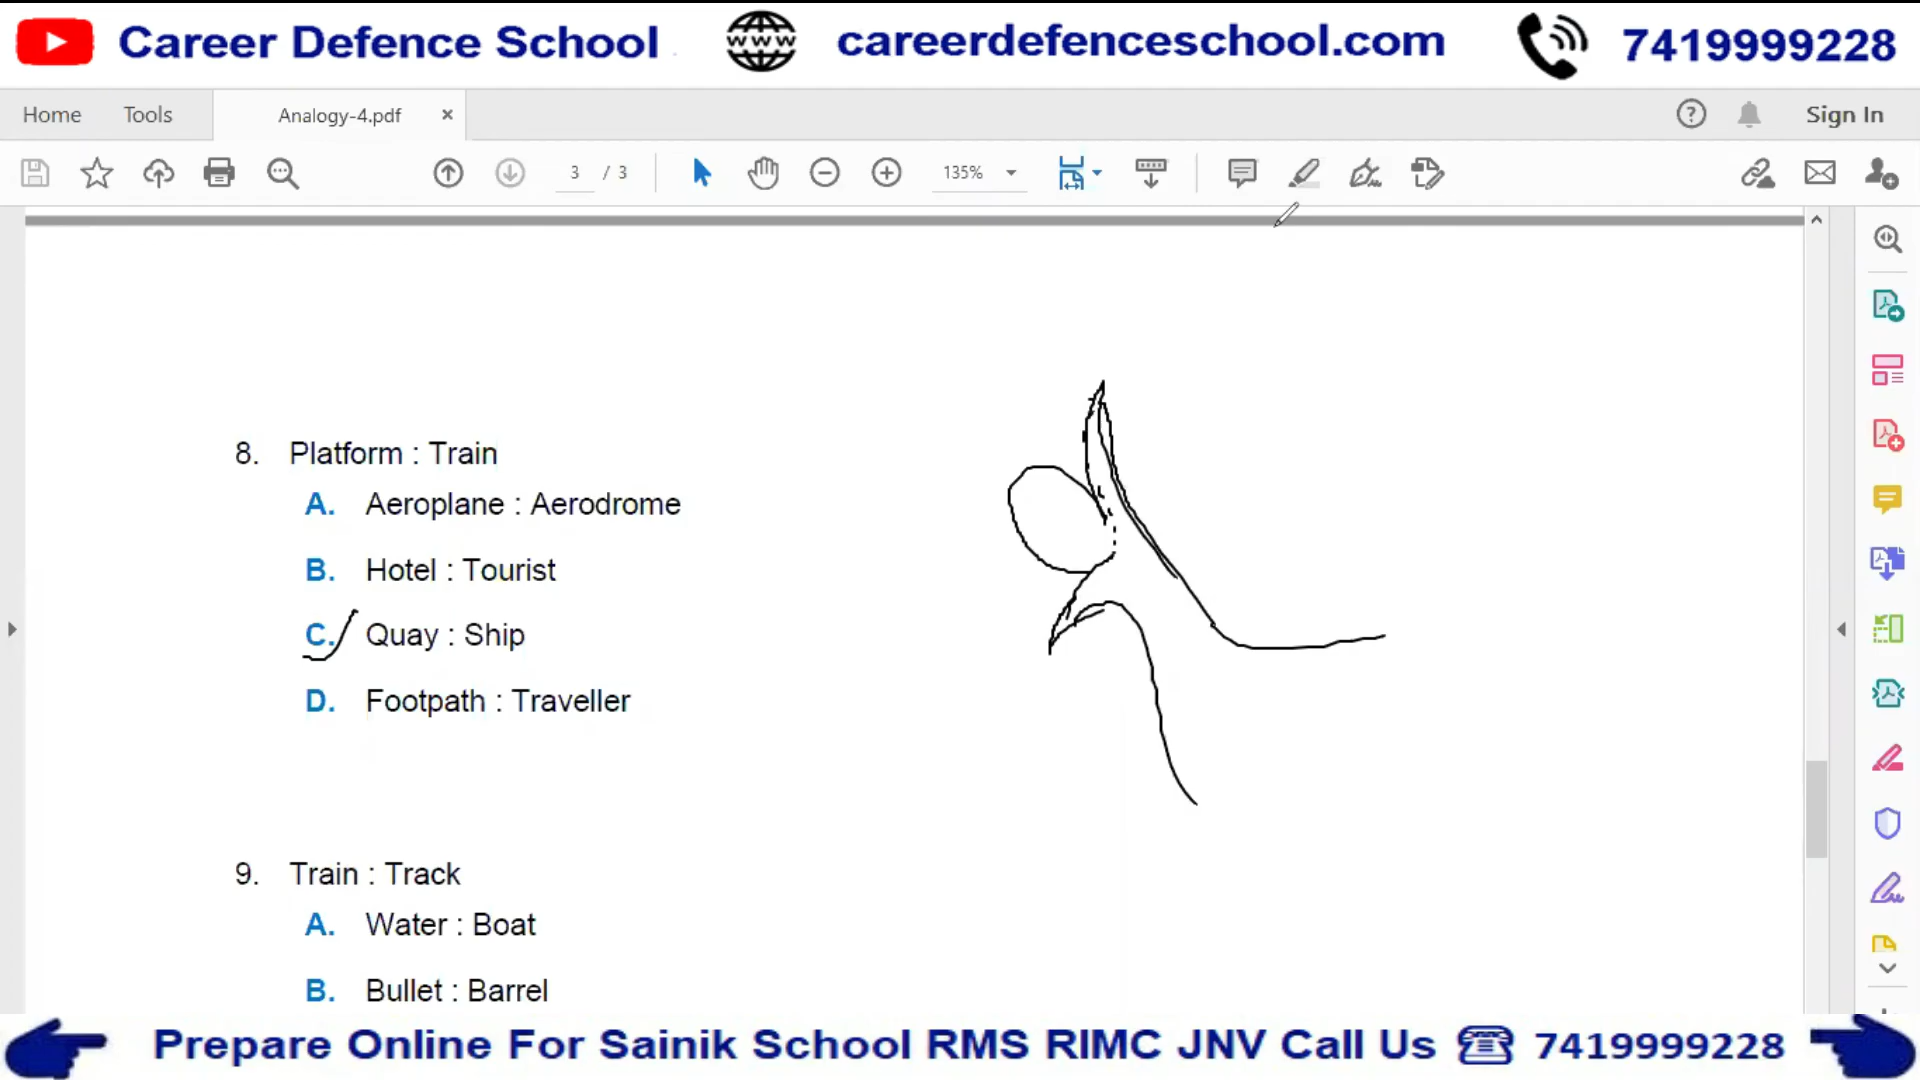 Career Defence School
www
careerdefenceschool.com
7419999228
Home
Tools
Analogy-4.pdf
×
?
Sign In
3 / 3
135%
8. Platform : Train
A. Aeroplane : Aerodrome
B. Hotel : Tourist
C. Quay : Ship
D. Footpath : Traveller
9. Train : Track
A. Water : Boat
B. Bullet : Barrel
Prepare Online For Sainik School RMS RIMC JNV Call Us 7419999228